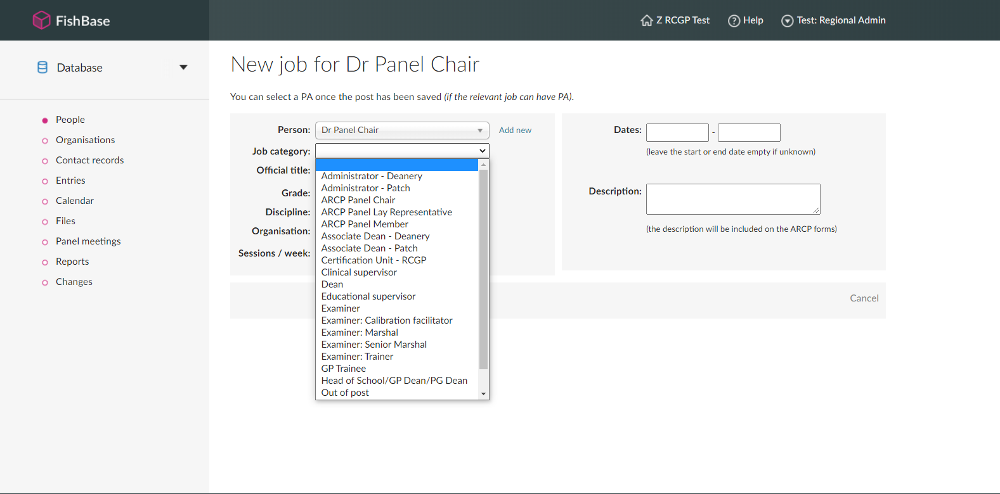 FishBase
Z RCGP Test
Help
Test: Regional Admin
Database
People
Organisations
Contact records
Entries
Calendar
Files
Panel meetings
Reports
Changes
New job for Dr Panel Chair
You can select a PA once the post has been saved (if the relevant job can have PA).
Person: Dr Panel Chair Add new
Job category:
Official title:
Grade:
Discipline:
Organisation:
Sessions / week:
Administrator - Deanery
Administrator - Patch
ARCP Panel Chair
ARCP Panel Lay Representative
ARCP Panel Member
Associate Dean - Deanery
Associate Dean - Patch
Certification Unit - RCGP
Clinical supervisor
Dean
Educational supervisor
Examiner
Examiner: Calibration facilitator
Examiner: Marshal
Examiner: Senior Marshal
Examiner: Trainer
GP Trainee
Head of School/GP Dean/PG Dean
Out of post
Dates: -
(leave the start or end date empty if unknown)
Description:
(the description will be included on the ARCP forms)
Cancel